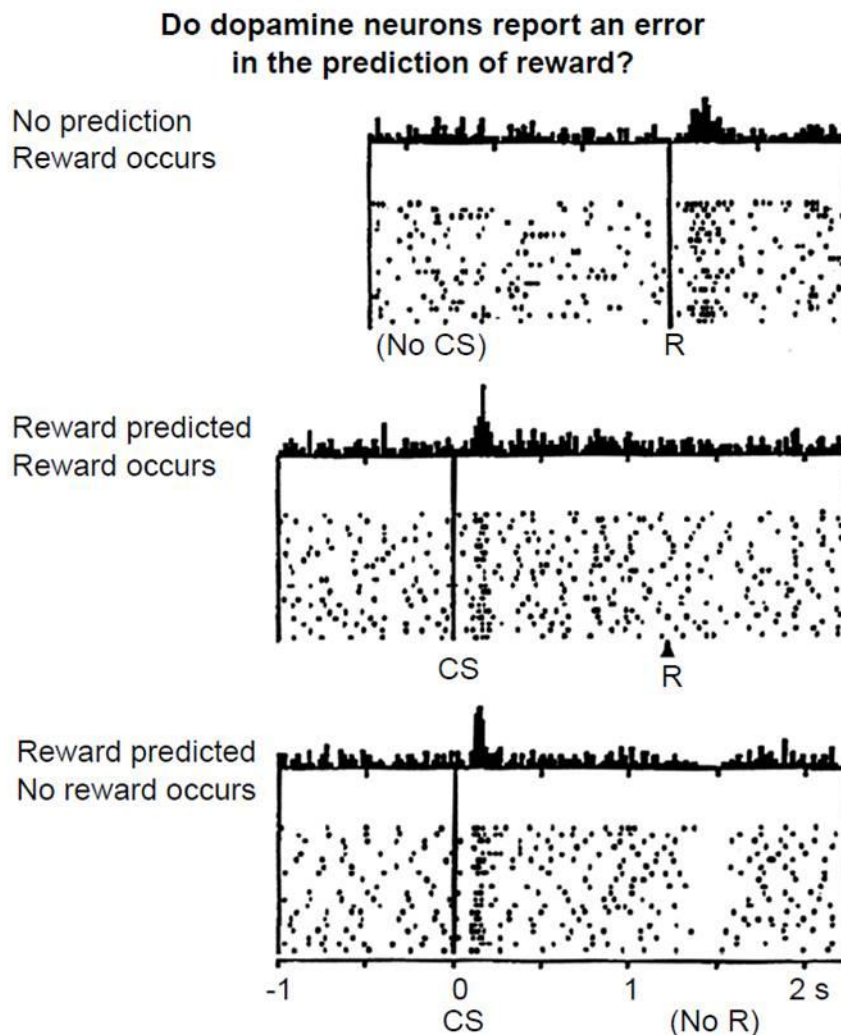 Do dopamine neurons report an error
in the prediction of reward?
No prediction
Reward occurs
(No CS)
R
Reward predicted
Reward occurs
CS
R
Reward predicted
No reward occurs
-1
0
1
2 s
CS
(No R)